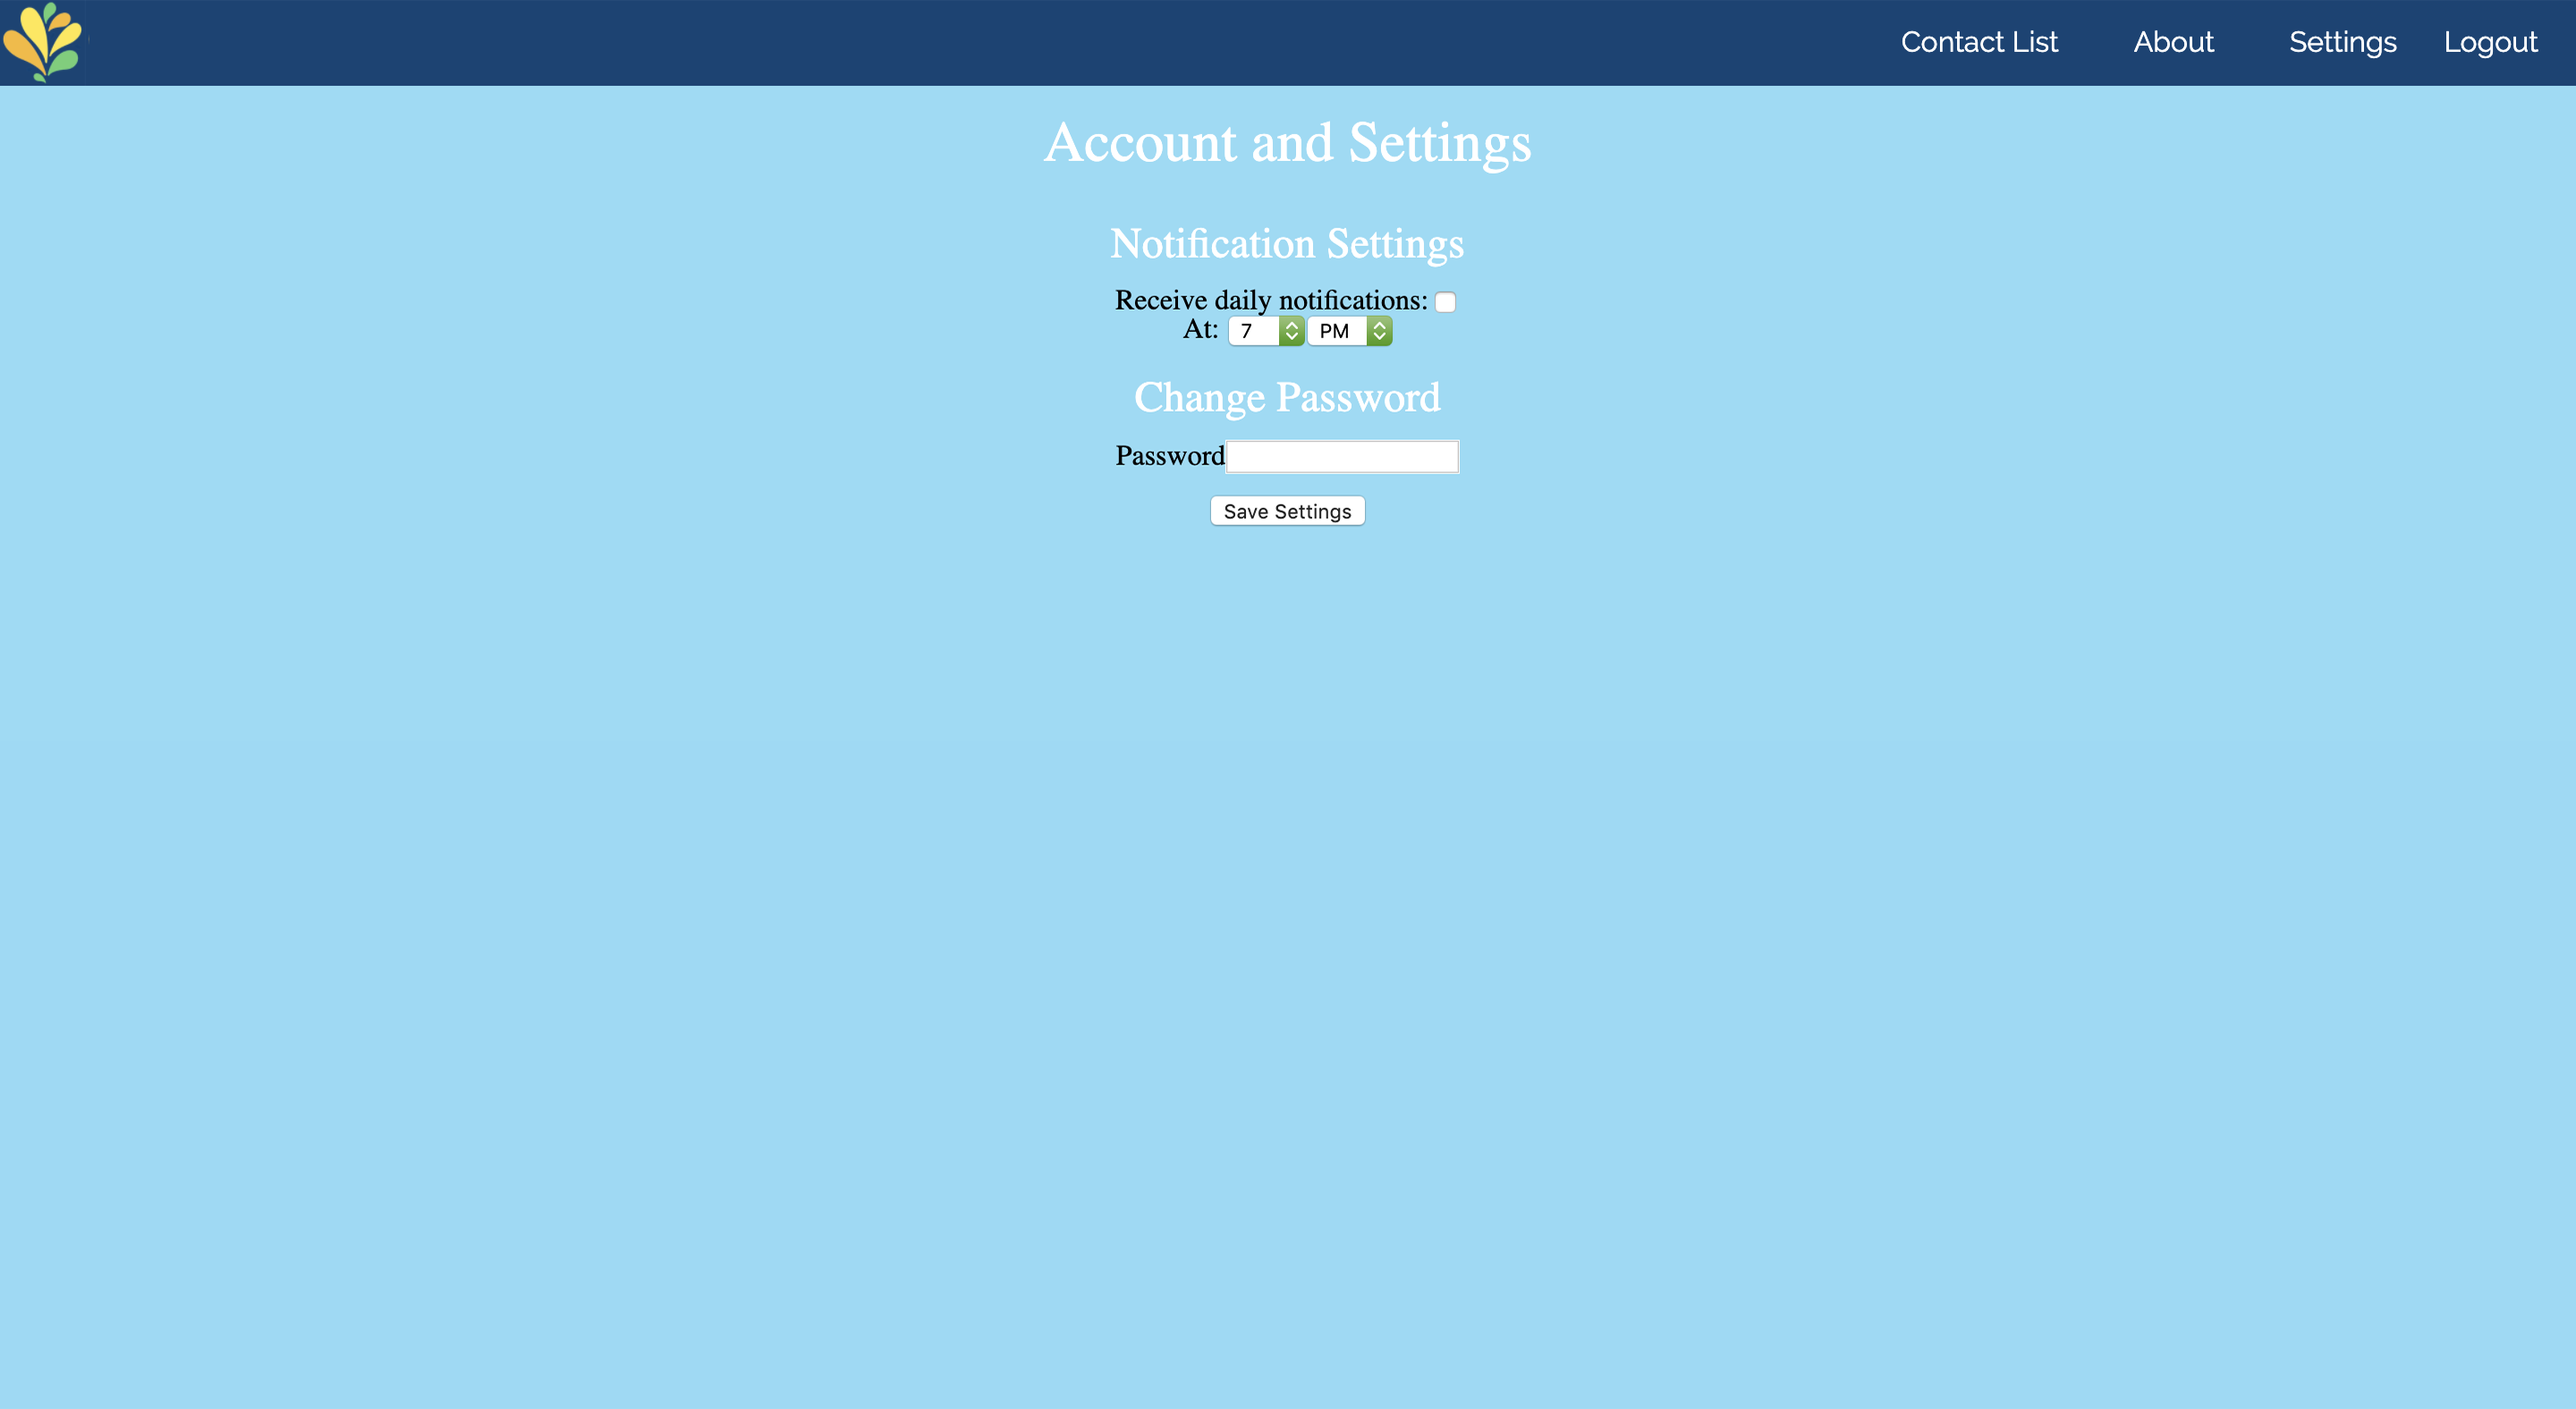 Contact List About Settings Logout
Account and Settings
Notification Settings
Receive daily notifications:
At: 7 PM
Change Password
Password
Save Settings